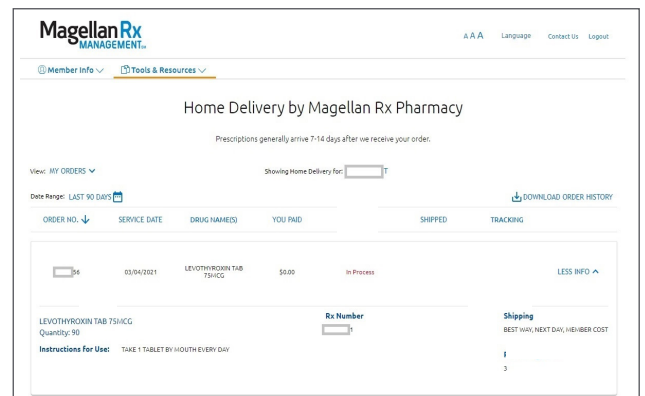 Magellan Rx
MANAGEMENT SM
A A A Language Contact Us Logout
Member Info Tools & Resources
Home Delivery by Magellan Rx Pharmacy
Prescriptions generally arrive 7-14 days after we receive your order.
View: MY ORDERS Showing Home Delivery for: T
Date Range: LAST 90 DAYS DOWNLOAD ORDER HISTORY
ORDER NO. SERVICE DATE DRUG NAME(S) YOU PAID SHIPPED TRACKING
56 03/04/2021 LEVOTHYROXIN TAB 75MCG $0.00 In Process LESS INFO
LEVOTHYROXIN TAB 75MCG Rx Number Shipping
Quantity: 90 1 BEST WAY, NEXT DAY, MEMBER COST
Instructions for Use: TAKE 1 TABLET BY MOUTH EVERY DAY
3